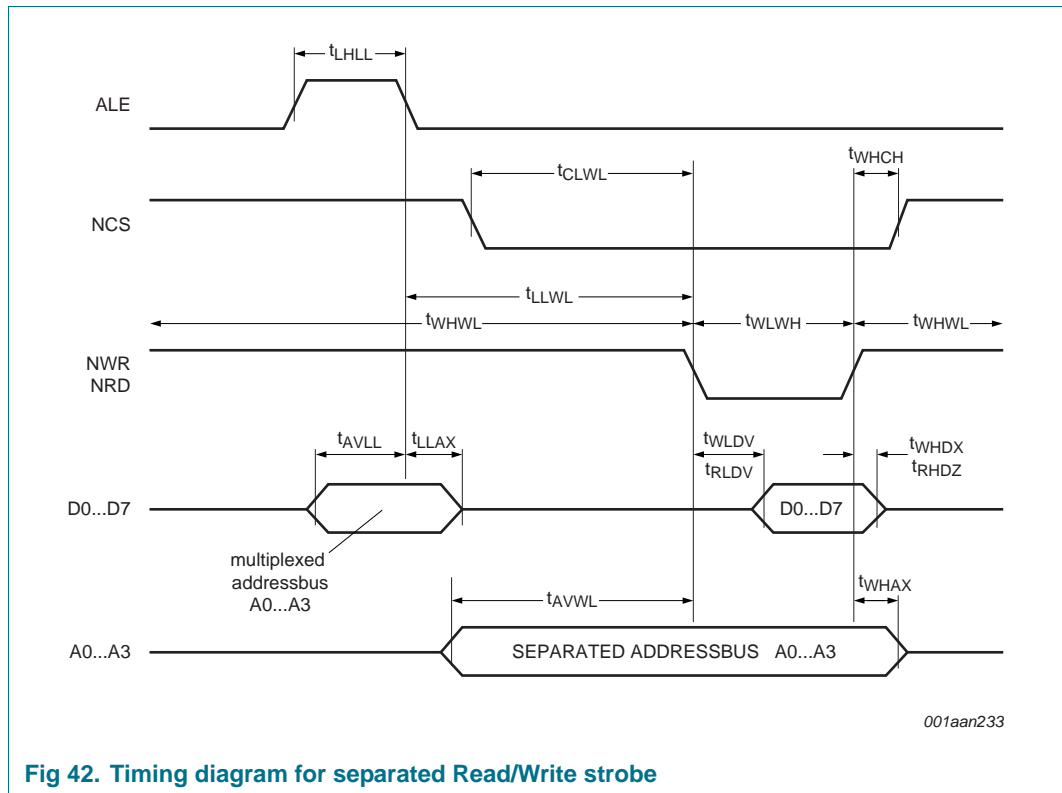 tLHLL
ALE
tWHCH
tCLWL
NCS
tLLWL
tWHWL
tWLWH
tWHWL
NWR
NRD
tAVLL
tLLAX
tWLDV
tRLDV
tWHDX
tRHDZ
D0...D7
D0...D7
multiplexed
addressbus
A0...A3
tAVWL
tWHAX
A0...A3
SEPARATED ADDRESSBUS A0...A3
001aan233
Fig 42. Timing diagram for separated Read/Write strobe